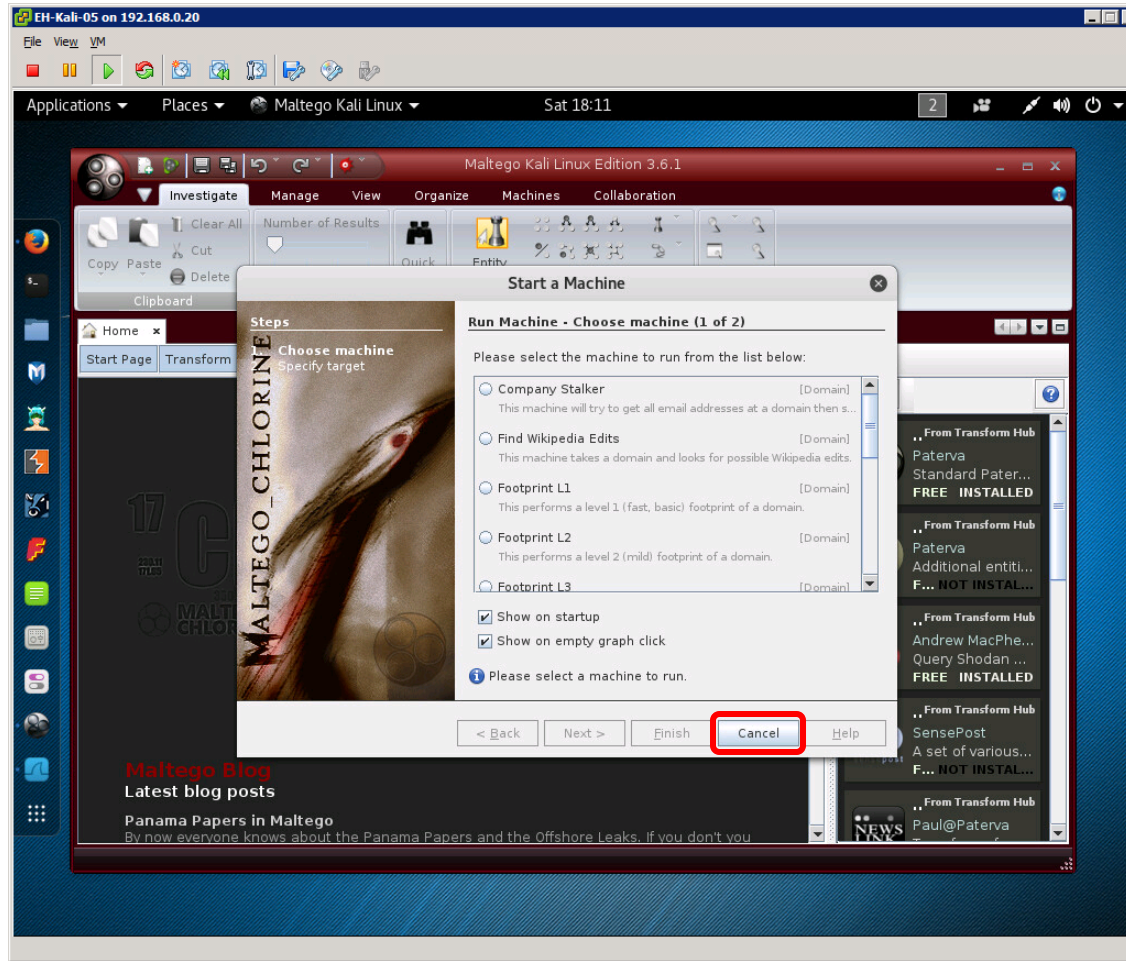 EH-Kali-05 on 192.168.0.20
File View VM
Applications Places Maltego Kali Linux Sat 18:11 2
Maltego Kali Linux Edition 3.6.1
Investigate Manage View Organize Machines Collaboration
Copy Paste Clear All Cut Delete
Clipboard
Number of Results
Quick
Entity
Home
Start Page Transform
Start a Machine
Steps
1. Choose machine
Specify target
MALTEGO_CHLORINE
Run Machine - Choose machine (1 of 2)
Please select the machine to run from the list below:
Company Stalker [Domain]
This machine will try to get all email addresses at a domain then s...
Find Wikipedia Edits [Domain]
This machine takes a domain and looks for possible Wikipedia edits.
Footprint L1 [Domain]
This performs a level 1 (fast, basic) footprint of a domain.
Footprint L2 [Domain]
This performs a level 2 (mild) footprint of a domain.
Footprint L3 [Domain]
Show on startup
Show on empty graph click
Please select a machine to run.
< Back Next > Finish Cancel Help
17
MALT
CHLOR
From Transform Hub
Paterva
Standard Pater...
FREE INSTALLED
From Transform Hub
Paterva
Additional entiti...
F... NOT INSTAL...
From Transform Hub
Andrew MacPhe...
Query Shodan ...
FREE INSTALLED
From Transform Hub
SensePost
A set of various...
F... NOT INSTAL...
From Transform Hub
NEWS LINK
Paul@Paterva
Maltego Blog
Latest blog posts
Panama Papers in Maltego
By now everyone knows about the Panama Papers and the Offshore Leaks. If you don't you